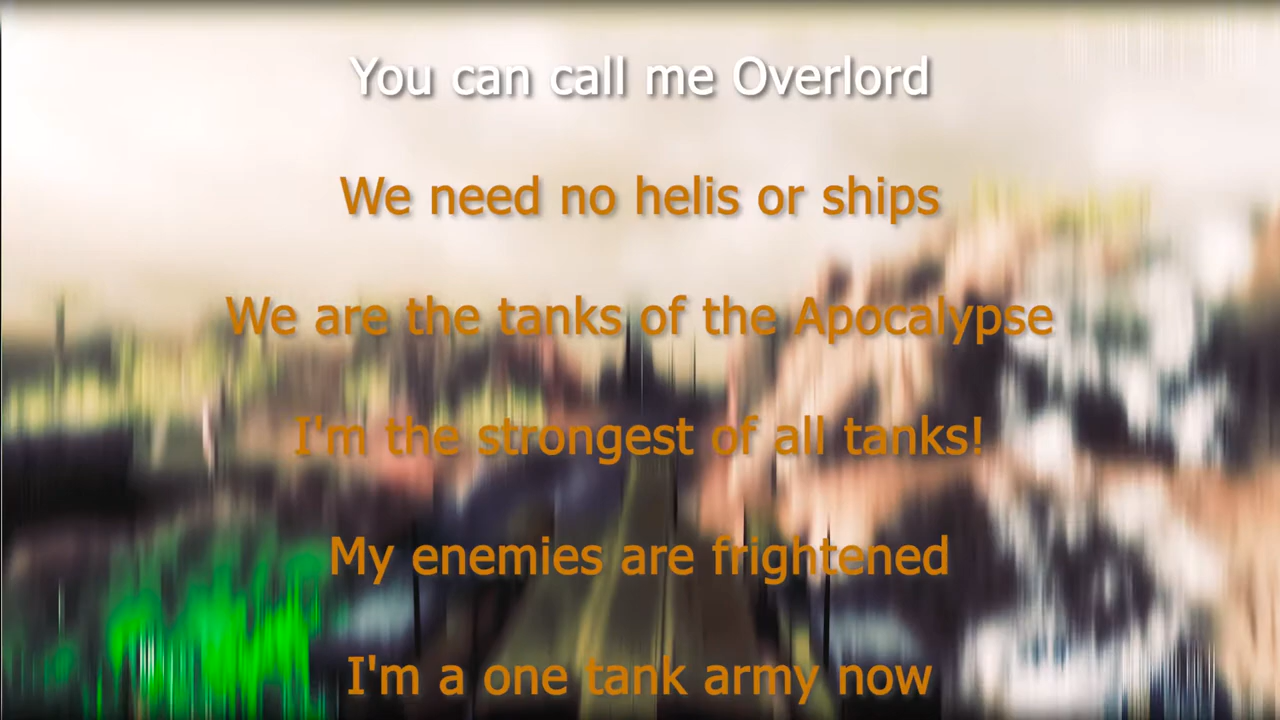 You can call me Overlord
We need no helis or ships
We are the tanks of the Apocalypse
I'm the strongest of all tanks!
My enemies are frightened
I'm a one tank army now